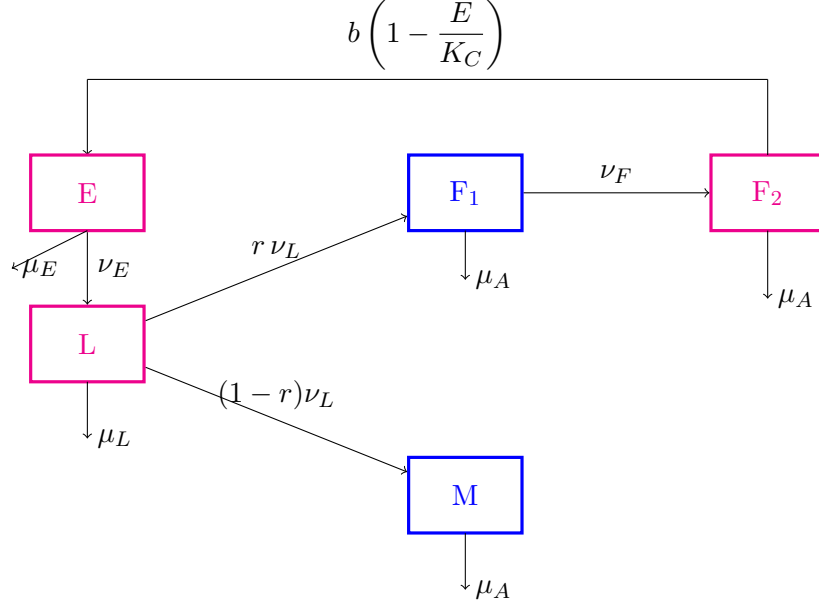 b(1 − E/K_C)
E
F₁
ν_F
F₂
μ_E
ν_E
r ν_L
μ_A
μ_A
L
(1 − r)ν_L
μ_L
M
μ_A